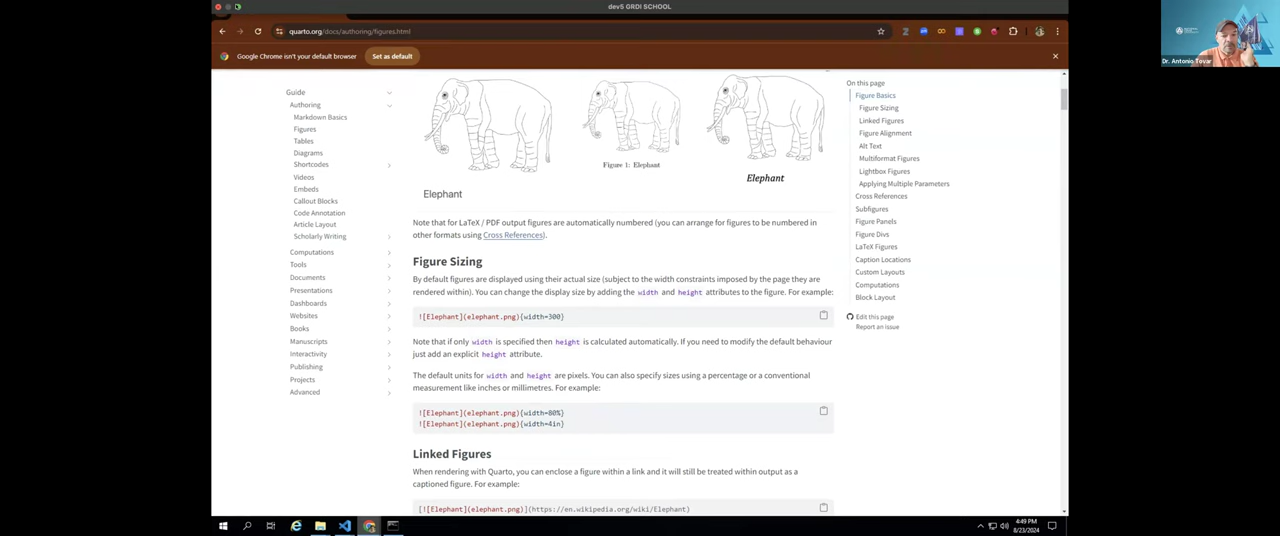 dev5 GRDI SCHOOL
quarto.org/docs/authoring/figures.html
Google Chrome isn't your default browser
Set as default
Guide
Authoring
Markdown Basics
Figures
Tables
Diagrams
Shortcodes
Videos
Embeds
Callout Blocks
Code Annotation
Article Layout
Scholarly Writing
Computations
Tools
Documents
Presentations
Dashboards
Websites
Books
Manuscripts
Interactivity
Publishing
Projects
Advanced
Elephant
Figure 1: Elephant
Elephant
Note that for LaTeX / PDF output figures are automatically numbered (you can arrange for figures to be numbered in
other formats using Cross References).
Figure Sizing
By default figures are displayed using their actual size (subject to the width constraints imposed by the page they are
rendered within). You can change the display size by adding the width and height attributes to the figure. For example:
![Elephant](elephant.png){width=300}
Note that if only width is specified then height is calculated automatically. If you need to modify the default behaviour
just add an explicit height attribute.
The default units for width and height are pixels. You can also specify sizes using a percentage or a conventional
measurement like inches or millimetres. For example:
![Elephant](elephant.png){width=80%}
![Elephant](elephant.png){width=4in}
Linked Figures
When rendering with Quarto, you can enclose a figure within a link and it will still be treated within output as a
captioned figure. For example:
[![Elephant](elephant.png)](https://en.wikipedia.org/wiki/Elephant)
On this page
Figure Basics
Figure Sizing
Linked Figures
Figure Alignment
Alt Text
Multiformat Figures
Lightbox Figures
Applying Multiple Parameters
Cross References
Subfigures
Figure Panels
Figure Divs
LaTeX Figures
Caption Locations
Custom Layouts
Computations
Block Layout
Edit this page
Report an issue
4:49 PM
8/23/2024
Dr. Antonio Tovar